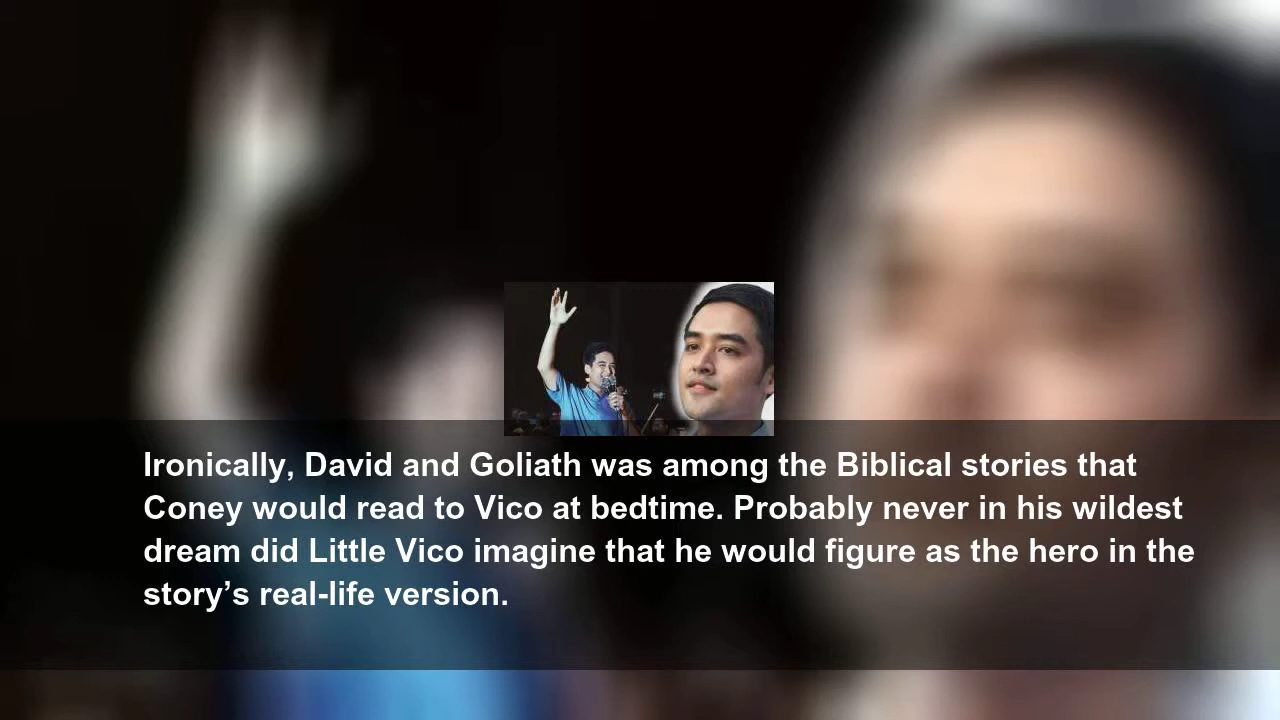 Ironically, David and Goliath was among the Biblical stories that
Coney would read to Vico at bedtime. Probably never in his wildest
dream did Little Vico imagine that he would figure as the hero in the
story’s real-life version.